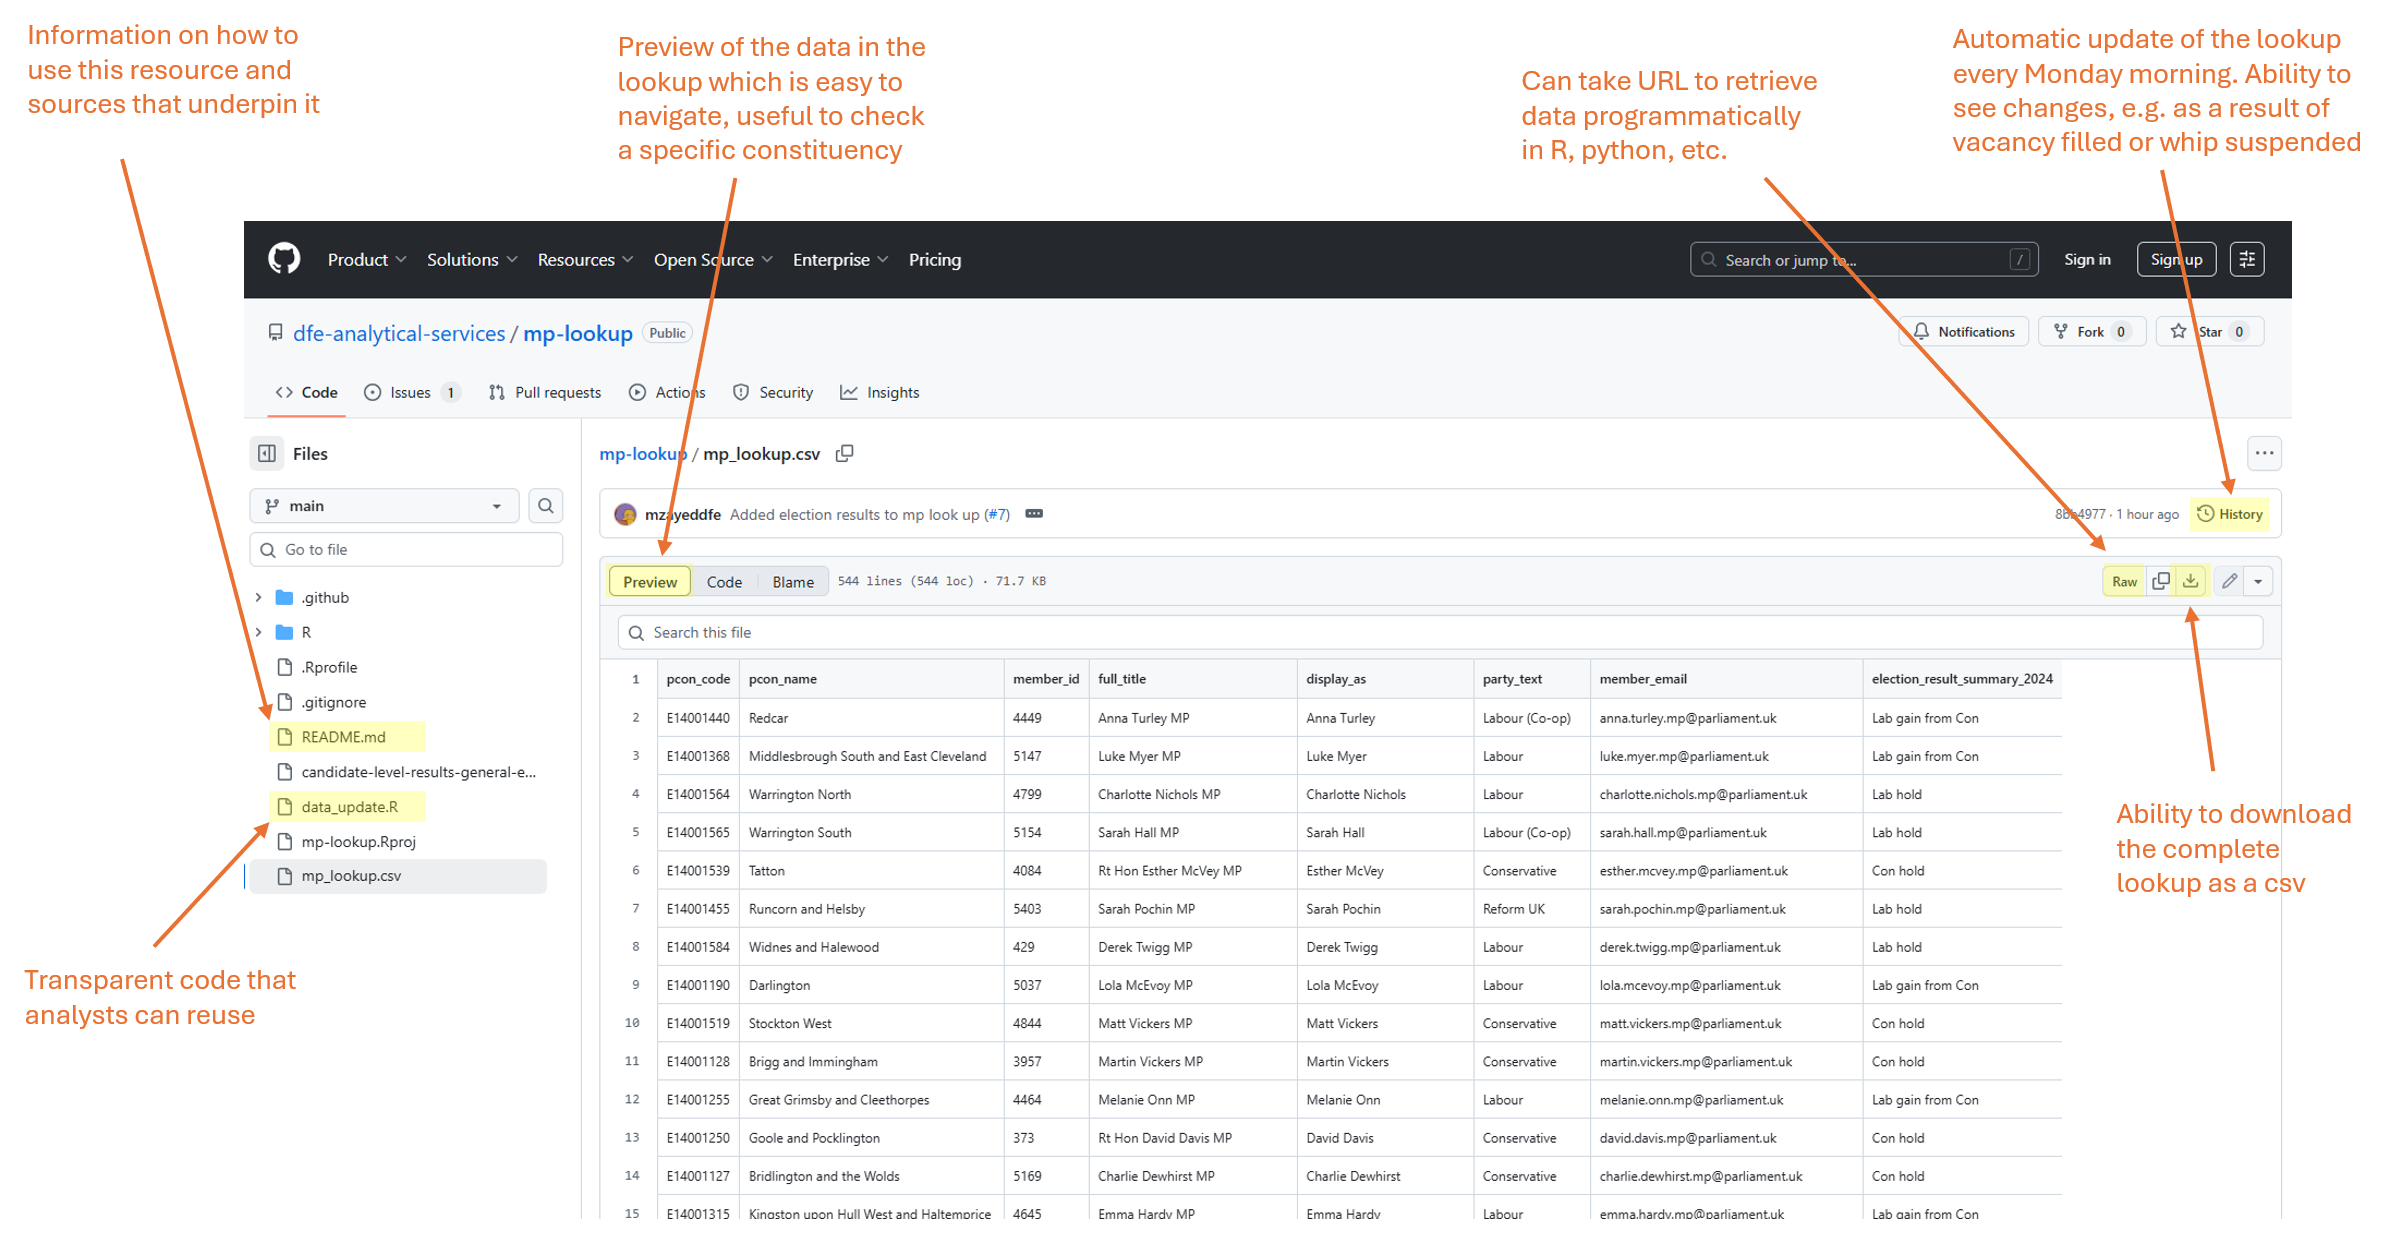 Information on how to
use this resource and
sources that underpin it
Preview of the data in the
lookup which is easy to
navigate, useful to check
a specific constituency
Can take URL to retrieve
data programmatically
in R, python, etc.
Automatic update of the lookup
every Monday morning. Ability to
see changes, e.g. as a result of
vacancy filled or whip suspended
Product Solutions Resources Open Source Enterprise Pricing Search or jump to... / Sign in Sign up
dfe-analytical-services / mp-lookup Public Notifications Fork 0 Star 0
Code Issues 1 Pull requests Actions Security Insights
Files
main
Go to file
.github
R
.Rprofile
.gitignore
README.md
candidate-level-results-general-e...
data_update.R
mp-lookup.Rproj
mp_lookup.csv
Transparent code that
analysts can reuse
mp-lookup / mp_lookup.csv
mzayeddfe Added election results to mp look up (#7) 8bb4977 · 1 hour ago History
Preview Code Blame 544 lines (544 loc) · 71.7 KB Raw
Search this file
1 pcon_code pcon_name member_id full_title display_as party_text member_email election_result_summary_2024
2 E14001440 Redcar 4449 Anna Turley MP Anna Turley Labour (Co-op) anna.turley.mp@parliament.uk Lab gain from Con
3 E14001368 Middlesbrough South and East Cleveland 5147 Luke Myer MP Luke Myer Labour luke.myer.mp@parliament.uk Lab gain from Con
4 E14001564 Warrington North 4799 Charlotte Nichols MP Charlotte Nichols Labour charlotte.nichols.mp@parliament.uk Lab hold
5 E14001565 Warrington South 5154 Sarah Hall MP Sarah Hall Labour (Co-op) sarah.hall.mp@parliament.uk Lab hold
6 E14001539 Tatton 4084 Rt Hon Esther McVey MP Esther McVey Conservative esther.mcvey.mp@parliament.uk Con hold
7 E14001455 Runcorn and Helsby 5403 Sarah Pochin MP Sarah Pochin Reform UK sarah.pochin.mp@parliament.uk Lab hold
8 E14001584 Widnes and Halewood 429 Derek Twigg MP Derek Twigg Labour derek.twigg.mp@parliament.uk Lab hold
9 E14001190 Darlington 5037 Lola McEvoy MP Lola McEvoy Labour lola.mcevoy.mp@parliament.uk Lab gain from Con
10 E14001519 Stockton West 4844 Matt Vickers MP Matt Vickers Conservative matt.vickers.mp@parliament.uk Con hold
11 E14001128 Brigg and Immingham 3957 Martin Vickers MP Martin Vickers Conservative martin.vickers.mp@parliament.uk Con hold
12 E14001255 Great Grimsby and Cleethorpes 4464 Melanie Onn MP Melanie Onn Labour melanie.onn.mp@parliament.uk Lab gain from Con
13 E14001250 Goole and Pocklington 373 Rt Hon David Davis MP David Davis Conservative david.davis.mp@parliament.uk Con hold
14 E14001127 Bridlington and the Wolds 5169 Charlie Dewhirst MP Charlie Dewhirst Conservative charlie.dewhirst.mp@parliament.uk Con hold
15 E14001315 Kingston upon Hull West and Haltemprice 4645 Emma Hardy MP Emma Hardy Labour emma.hardy.mp@parliament.uk Lab gain from Con
Ability to download
the complete
lookup as a csv